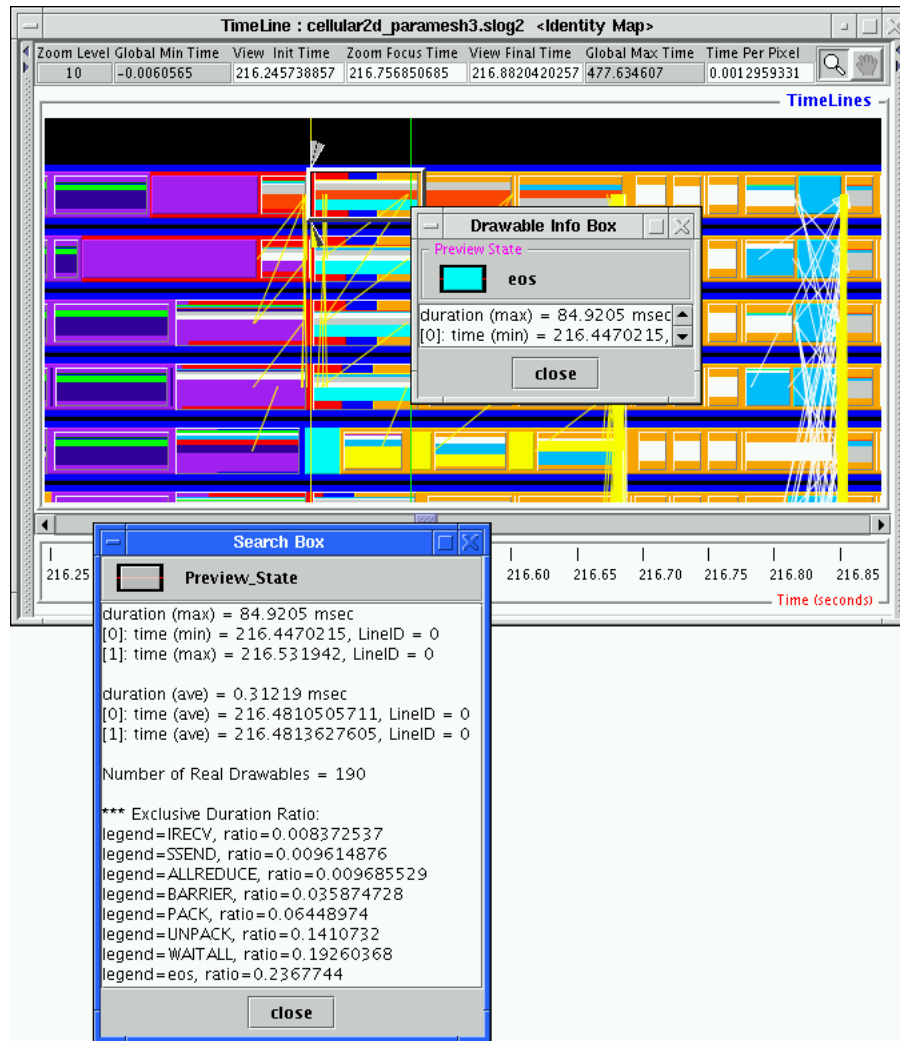 TimeLine : cellular2d_paramesh3.slog2 <Identity Map>
Zoom Level Global Min Time View Init Time Zoom Focus Time View Final Time Global Max Time Time Per Pixel
10 -0.0060565 216.245738857 216.756850685 216.8820420257 477.634607 0.0012959331
TimeLines
Drawable Info Box
Preview State
eos
duration (max) = 84.9205 msec
[0]: time (min) = 216.4470215,
close
216.25 216.60 216.65 216.70 216.75 216.80 216.85
Time (seconds)
Search Box
Preview_State
duration (max) = 84.9205 msec
[0]: time (min) = 216.4470215, LineID = 0
[1]: time (max) = 216.531942, LineID = 0
duration (ave) = 0.31219 msec
[0]: time (ave) = 216.4810505711, LineID = 0
[1]: time (ave) = 216.4813627605, LineID = 0
Number of Real Drawables = 190
*** Exclusive Duration Ratio:
legend=IRECV, ratio=0.008372537
legend=SSEND, ratio=0.009614876
legend=ALLREDUCE, ratio=0.009685529
legend=BARRIER, ratio=0.035874728
legend=PACK, ratio=0.06448974
legend=UNPACK, ratio=0.1410732
legend=WAITALL, ratio=0.19260368
legend=eos, ratio=0.2367744
close